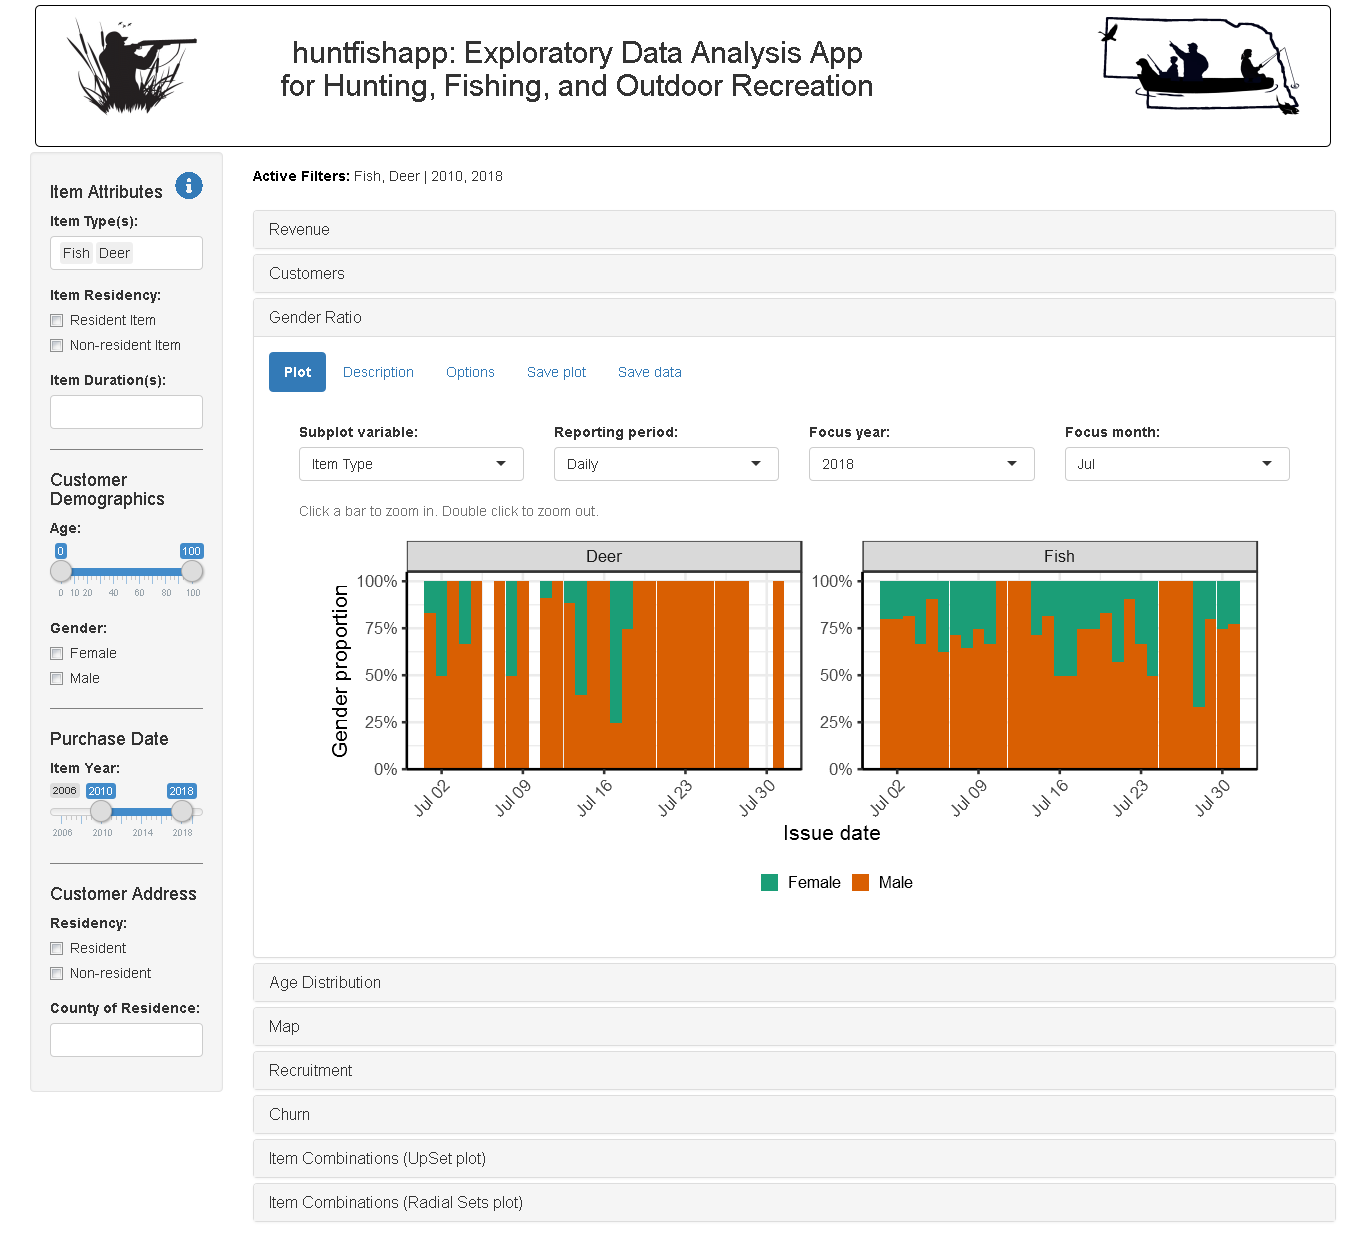 huntfishapp: Exploratory Data Analysis App
for Hunting, Fishing, and Outdoor Recreation
Item Attributes
Item Type(s):
Fish Deer
Item Residency:
Resident Item
Non-resident Item
Item Duration(s):
Customer
Demographics
Age:
0 100
0 10 20 40 60 80 100
Gender:
Female
Male
Purchase Date
Item Year:
2006 2010 2018
2006 2010 2014 2018
Customer Address
Residency:
Resident
Non-resident
County of Residence:
Active Filters: Fish, Deer | 2010, 2018
Revenue
Customers
Gender Ratio
Plot Description Options Save plot Save data
Subplot variable: Reporting period: Focus year: Focus month:
Item Type Daily 2018 Jul
Click a bar to zoom in. Double click to zoom out.
Deer Fish
Gender proportion
100% 100%
75% 75%
50% 50%
25% 25%
0% 0%
Jul 02 Jul 09 Jul 16 Jul 23 Jul 30 Jul 02 Jul 09 Jul 16 Jul 23 Jul 30
Issue date
Female Male
Age Distribution
Map
Recruitment
Churn
Item Combinations (UpSet plot)
Item Combinations (Radial Sets plot)